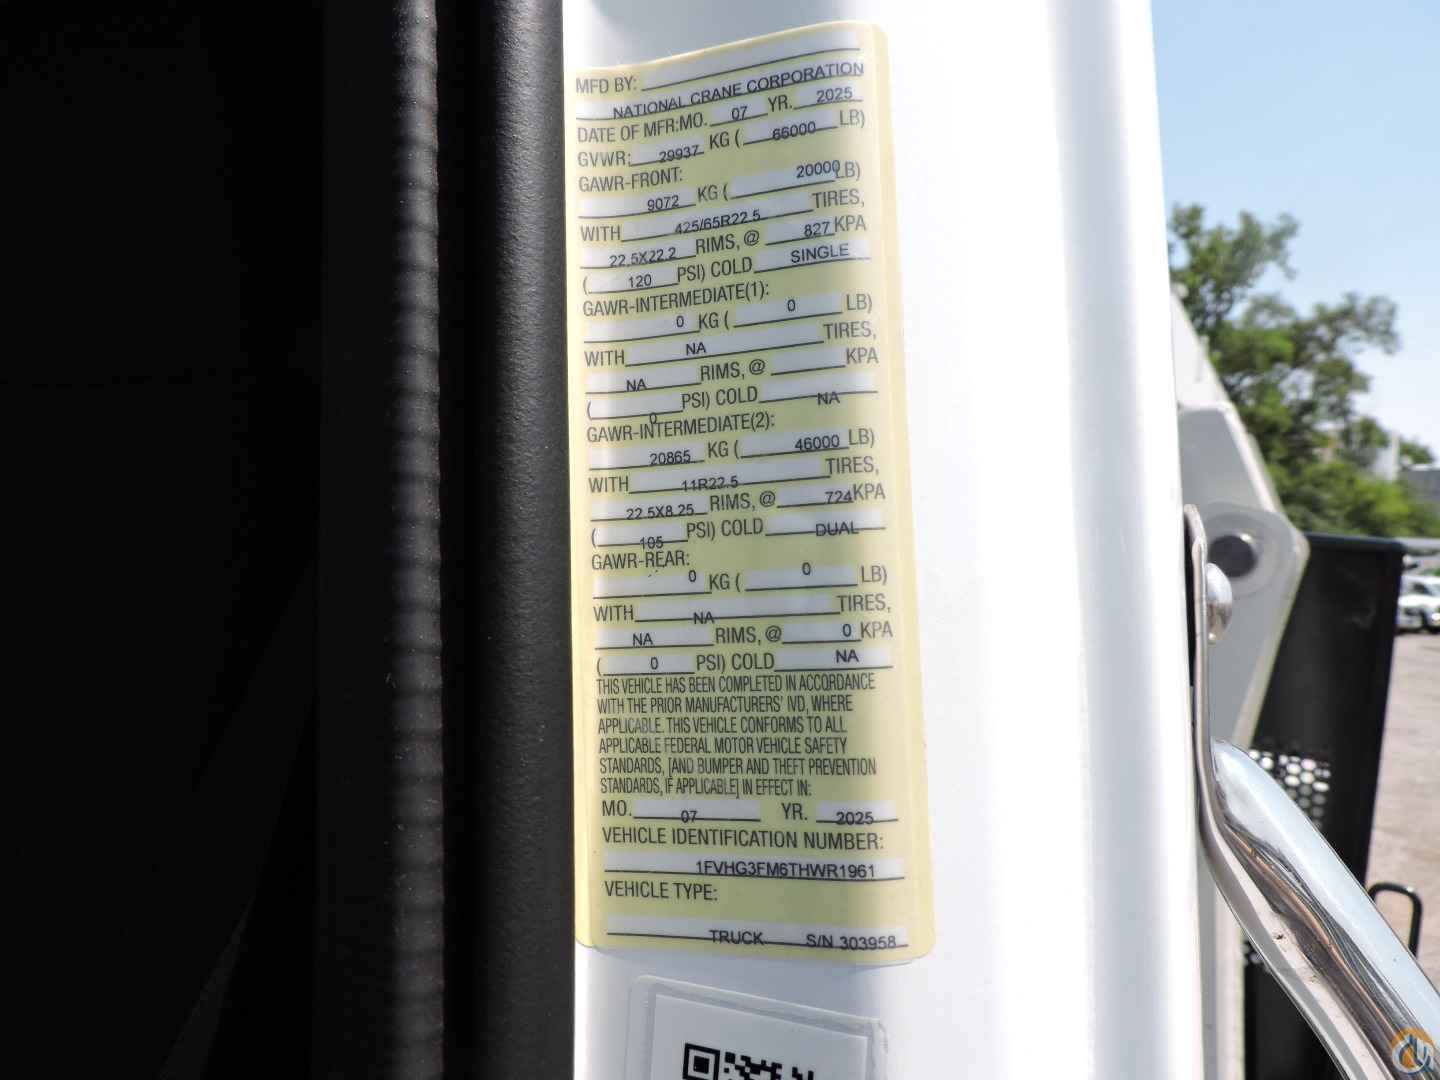 MFD BY:
NATIONAL CRANE CORPORATION
DATE OF MFR:MO. 07 YR. 2025
GVWR: 29937 KG ( 66000 LB)
GAWR-FRONT:
9072 KG ( 20000 LB)
WITH 425/65R22.5 TIRES,
22.5X22.2 RIMS, @ 827 KPA
( 120 PSI) COLD SINGLE
GAWR-INTERMEDIATE(1):
0 KG ( 0 LB)
WITH NA TIRES,
NA RIMS, @ KPA
( 0 PSI) COLD NA
GAWR-INTERMEDIATE(2):
20865 KG ( 46000 LB)
WITH 11R22.5 TIRES,
22.5X8.25 RIMS, @ 724 KPA
( 105 PSI) COLD DUAL
GAWR-REAR:
0 KG ( 0 LB)
WITH NA TIRES,
NA RIMS, @ 0 KPA
( 0 PSI) COLD NA
THIS VEHICLE HAS BEEN COMPLETED IN ACCORDANCE
WITH THE PRIOR MANUFACTURERS' IVD, WHERE
APPLICABLE. THIS VEHICLE CONFORMS TO ALL
APPLICABLE FEDERAL MOTOR VEHICLE SAFETY
STANDARDS, [AND BUMPER AND THEFT PREVENTION
STANDARDS, IF APPLICABLE] IN EFFECT IN:
MO. 07 YR. 2025
VEHICLE IDENTIFICATION NUMBER:
1FVHG3FM6THWR1961
VEHICLE TYPE:
TRUCK S/N 303958